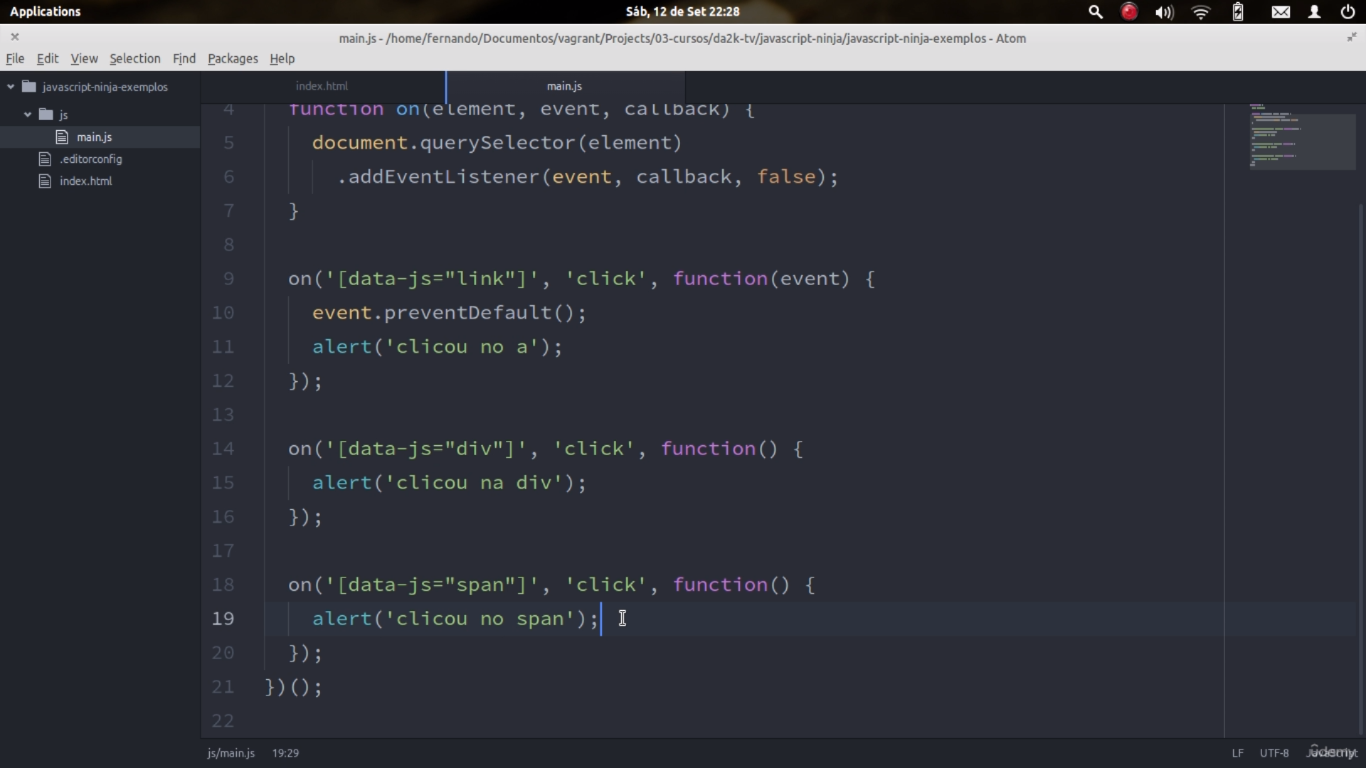 Applications
Sáb, 12 de Set 22:28
main.js - /home/fernando/Documentos/vagrant/Projects/03-cursos/da2k-tv/javascript-ninja/javascript-ninja-exemplos - Atom
File Edit View Selection Find Packages Help
javascript-ninja-exemplos
js
main.js
.editorconfig
index.html
index.html
main.js
4 function on(element, event, callback) {
5 document.querySelector(element)
6 .addEventListener(event, callback, false);
7 }
8
9 on('[data-js="link"]', 'click', function(event) {
10 event.preventDefault();
11 alert('clicou no a');
12 });
13
14 on('[data-js="div"]', 'click', function() {
15 alert('clicou na div');
16 });
17
18 on('[data-js="span"]', 'click', function() {
19 alert('clicou no span');
20 });
21 })();
22
js/main.js 19:29
LF UTF-8 JavaScript
ûdemy